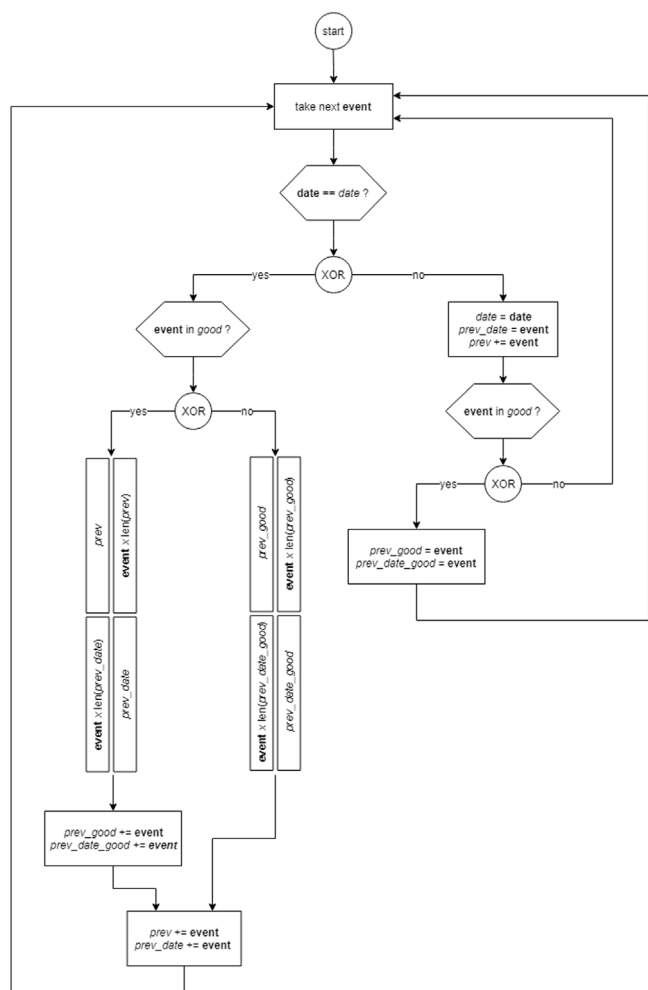 start
take next event
date == date ?
XOR
yes
no
event in good ?
date = date
prev_date = event
prev += event
XOR
yes
no
event in good ?
XOR
yes
no
prev
event x len(prev)
prev_good
event x len(prev_good)
prev_good = event
prev_date_good = event
event x len(prev_date)
prev_date
event x len(prev_date_good)
prev_date_good
prev_good += event
prev_date_good += event
prev += event
prev_date += event